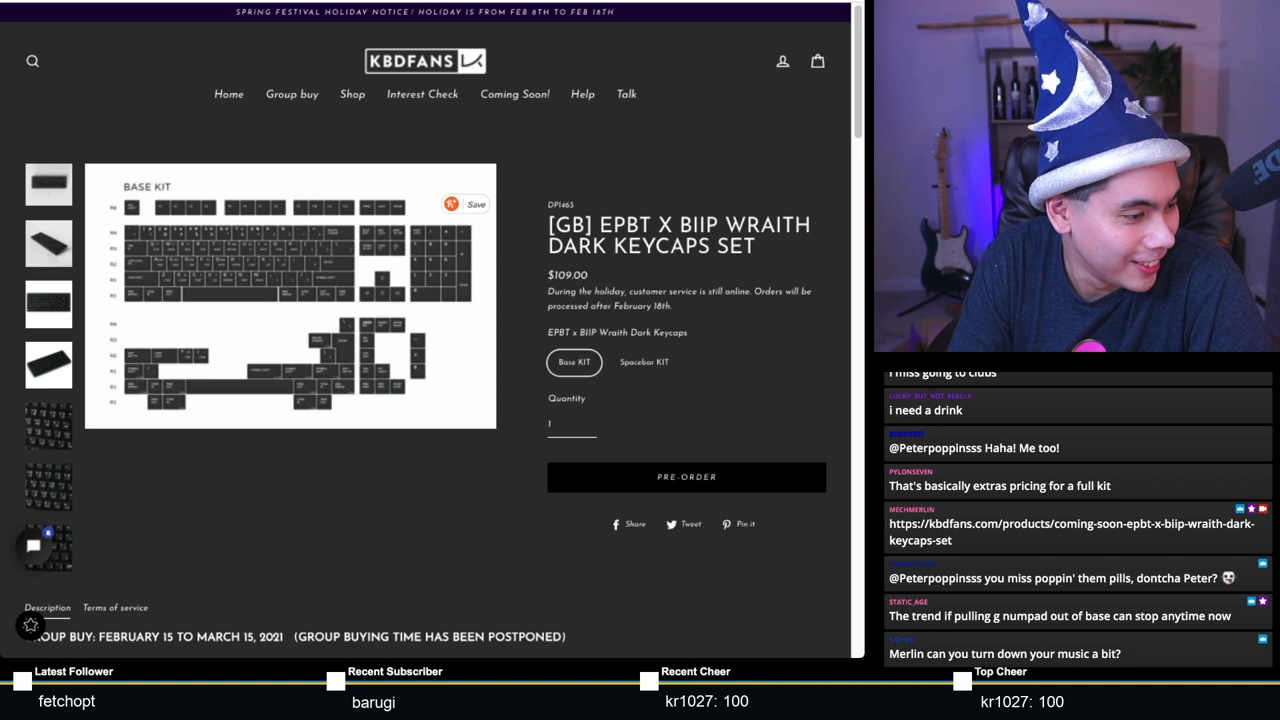 SPRING FESTIVAL HOLIDAY NOTICE! HOLIDAY IS FROM FEB 8TH TO FEB 18TH
KBDFANS
Home Group buy Shop Interest Check Coming Soon! Help Talk
BASE KIT
Save
DP1463
[GB] EPBT X BIIP WRAITH
DARK KEYCAPS SET
$109.00
During the holiday, customer service is still online. Orders will be
processed after February 18th.
EPBT x BIIP Wraith Dark Keycaps
Base KIT Spacebar KIT
Quantity
1
PRE-ORDER
Share Tweet Pin it
Description Terms of service
OUP BUY: FEBRUARY 15 TO MARCH 15, 2021 (GROUP BUYING TIME HAS BEEN POSTPONED)
DE
I miss going to clubs
LUCKY_BUT_NOT_REALLY
i need a drink
@Peterpoppinsss Haha! Me too!
PYLONSEVEN
That's basically extras pricing for a full kit
MECHMERLIN
https://kbdfans.com/products/coming-soon-epbt-x-biip-wraith-dark-
keycaps-set
@Peterpoppinsss you miss poppin' them pills, dontcha Peter?
STATIC_AGE
The trend if pulling g numpad out of base can stop anytime now
Merlin can you turn down your music a bit?
Latest Follower Recent Subscriber Recent Cheer Top Cheer
fetchopt barugi kr1027: 100 kr1027: 100